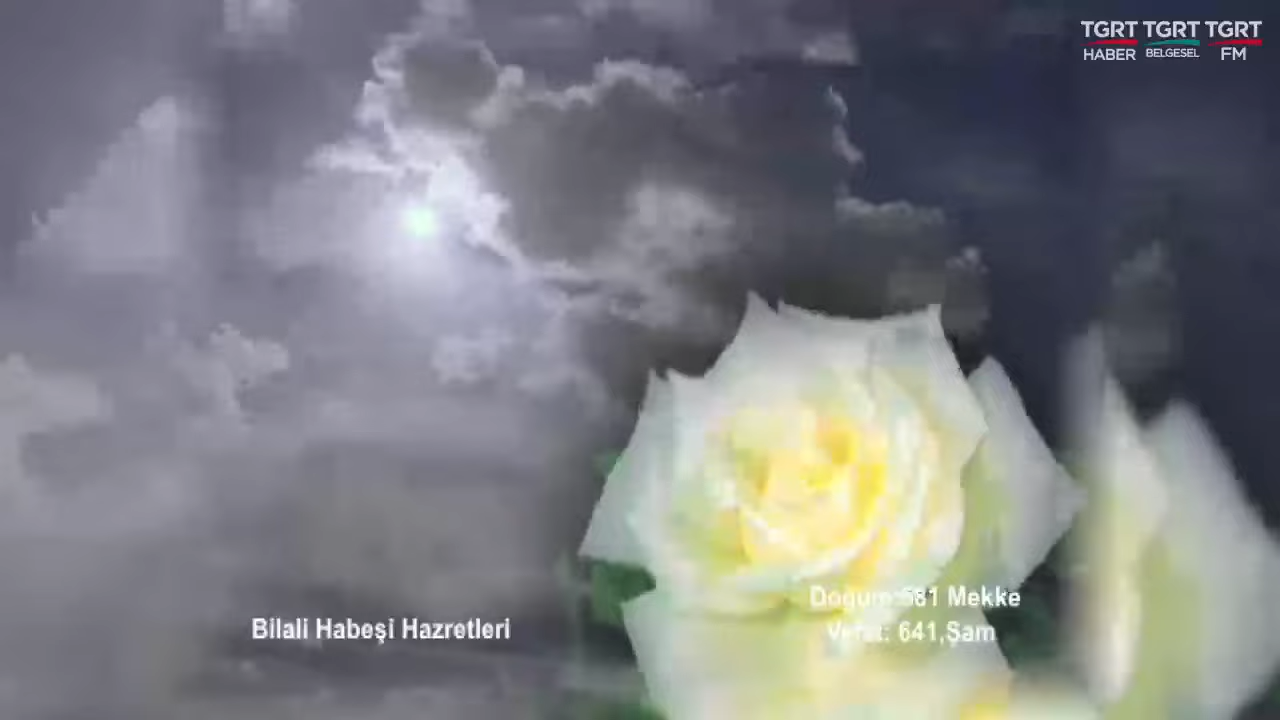 TGRT TGRT TGRT
HABER BELGESEL FM
Doğum:581 Mekke
Bilali Habeşi Hazretleri
Vefat: 641,Şam